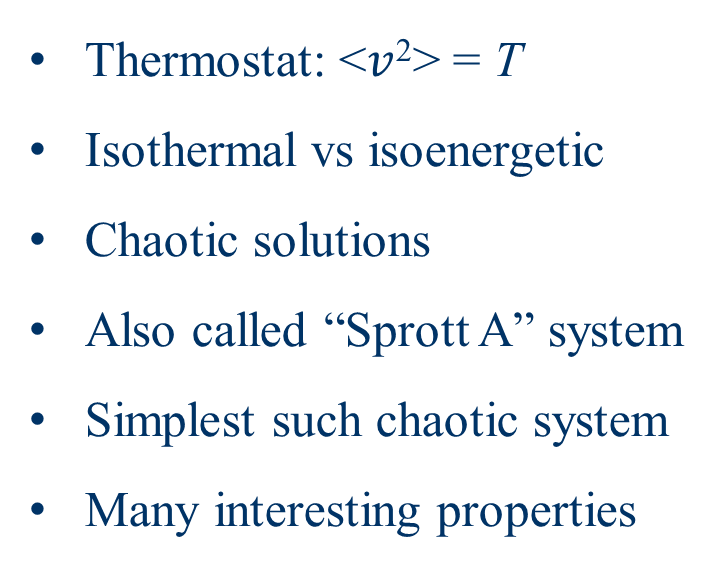 • Thermostat: <v²> = T
• Isothermal vs isoenergetic
• Chaotic solutions
• Also called “Sprott A” system
• Simplest such chaotic system
• Many interesting properties